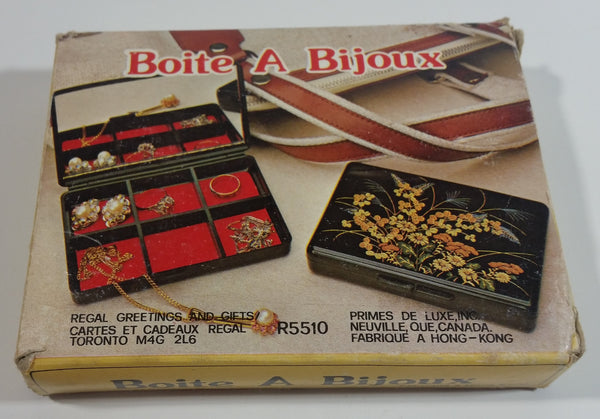 Boite A Bijoux
REGAL GREETINGS AND GIFTS/
CARTES ET CADEAUX REGAL R5510
TORONTO M4G 2L6
PRIMES DE LUXE, INC.
NEUVILLE, QUE, CANADA.
FABRIQUÉ A HONG-KONG
Boite A Bijoux